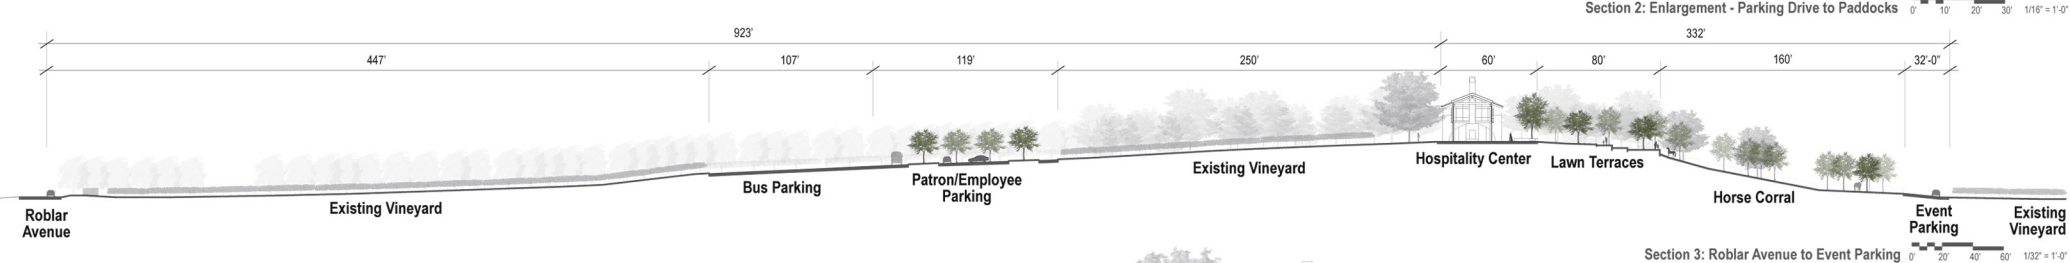 Section 2: Enlargement - Parking Drive to Paddocks 0' 10' 20' 30' 1/16" = 1'-0"
923' 332'
447' 107' 119' 250' 60' 80' 160' 32'-0"
Roblar
Avenue
Existing Vineyard
Bus Parking
Patron/Employee
Parking
Existing Vineyard
Hospitality Center
Lawn Terraces
Horse Corral
Event
Parking
Existing
Vineyard
Section 3: Roblar Avenue to Event Parking 0' 20' 40' 60' 1/32" = 1'-0"